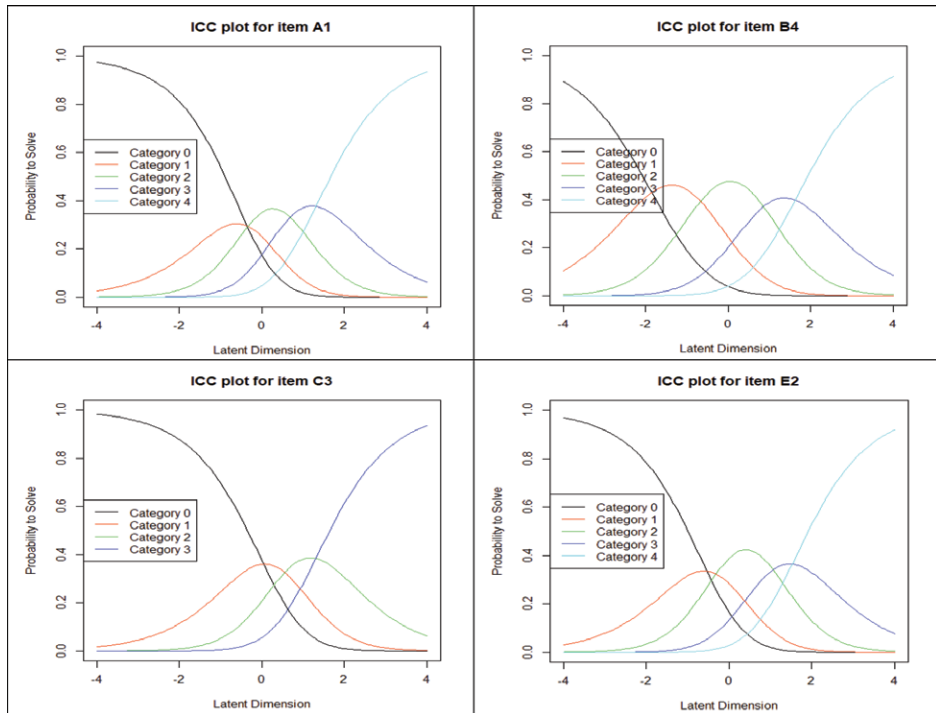 ICC plot for item A1
Probability to Solve
1.0
0.8
0.6
0.4
0.2
0.0
Category 0
Category 1
Category 2
Category 3
Category 4
-4 -2 0 2 4
Latent Dimension
ICC plot for item B4
Probability to Solve
1.0
0.8
0.6
0.4
0.2
0.0
Category 0
Category 1
Category 2
Category 3
Category 4
-4 -2 0 2 4
Latent Dimension
ICC plot for item C3
Probability to Solve
1.0
0.8
0.6
0.4
0.2
0.0
Category 0
Category 1
Category 2
Category 3
-4 -2 0 2 4
Latent Dimension
ICC plot for item E2
Probability to Solve
1.0
0.8
0.6
0.4
0.2
0.0
Category 0
Category 1
Category 2
Category 3
Category 4
-4 -2 0 2 4
Latent Dimension